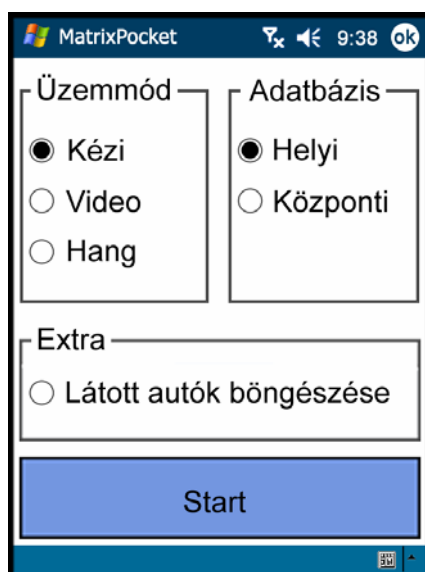 MatrixPocket 9:38 ok
Üzemmód
Kézi
Video
Hang
Adatbázis
Helyi
Központi
Extra
Látott autók böngészése
Start